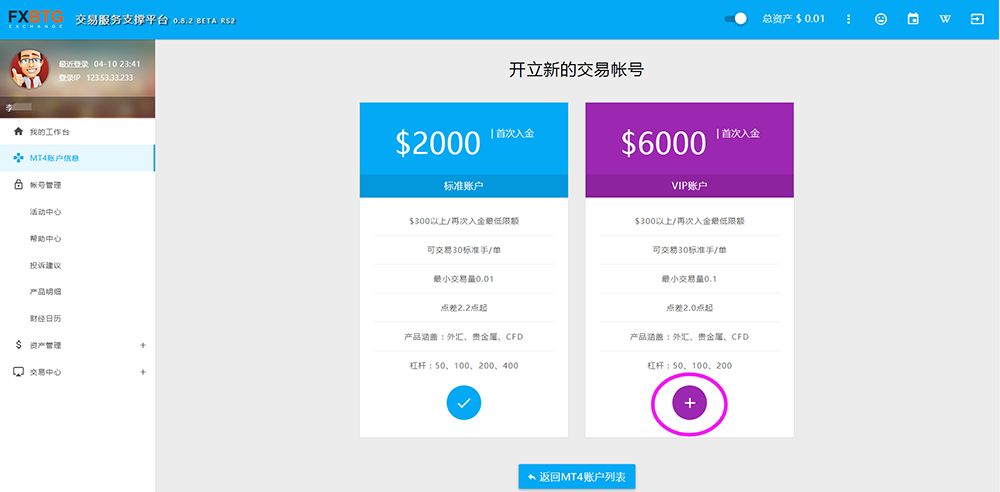 FXBTG
EXCHANGE
交易服务支撑平台 0.8.2 BETA RS2
总资产 $ 0.01
W
最近登录 04-10 23:41
登录IP 123.53.33.233
李
我的工作台
MT4账户信息
帐号管理
活动中心
帮助中心
投诉建议
产品明细
财经日历
$ 资产管理 +
交易中心 +
开立新的交易帐号
$2000 | 首次入金
标准账户
$300以上/再次入金最低限额
可交易30标准手/单
最小交易量0.01
点差2.2点起
产品涵盖：外汇、贵金属、CFD
杠杆：50、100、200、400
$6000 | 首次入金
VIP账户
$300以上/再次入金最低限额
可交易30标准手/单
最小交易量0.1
点差2.0点起
产品涵盖：外汇、贵金属、CFD
杠杆：50、100、200
返回MT4账户列表